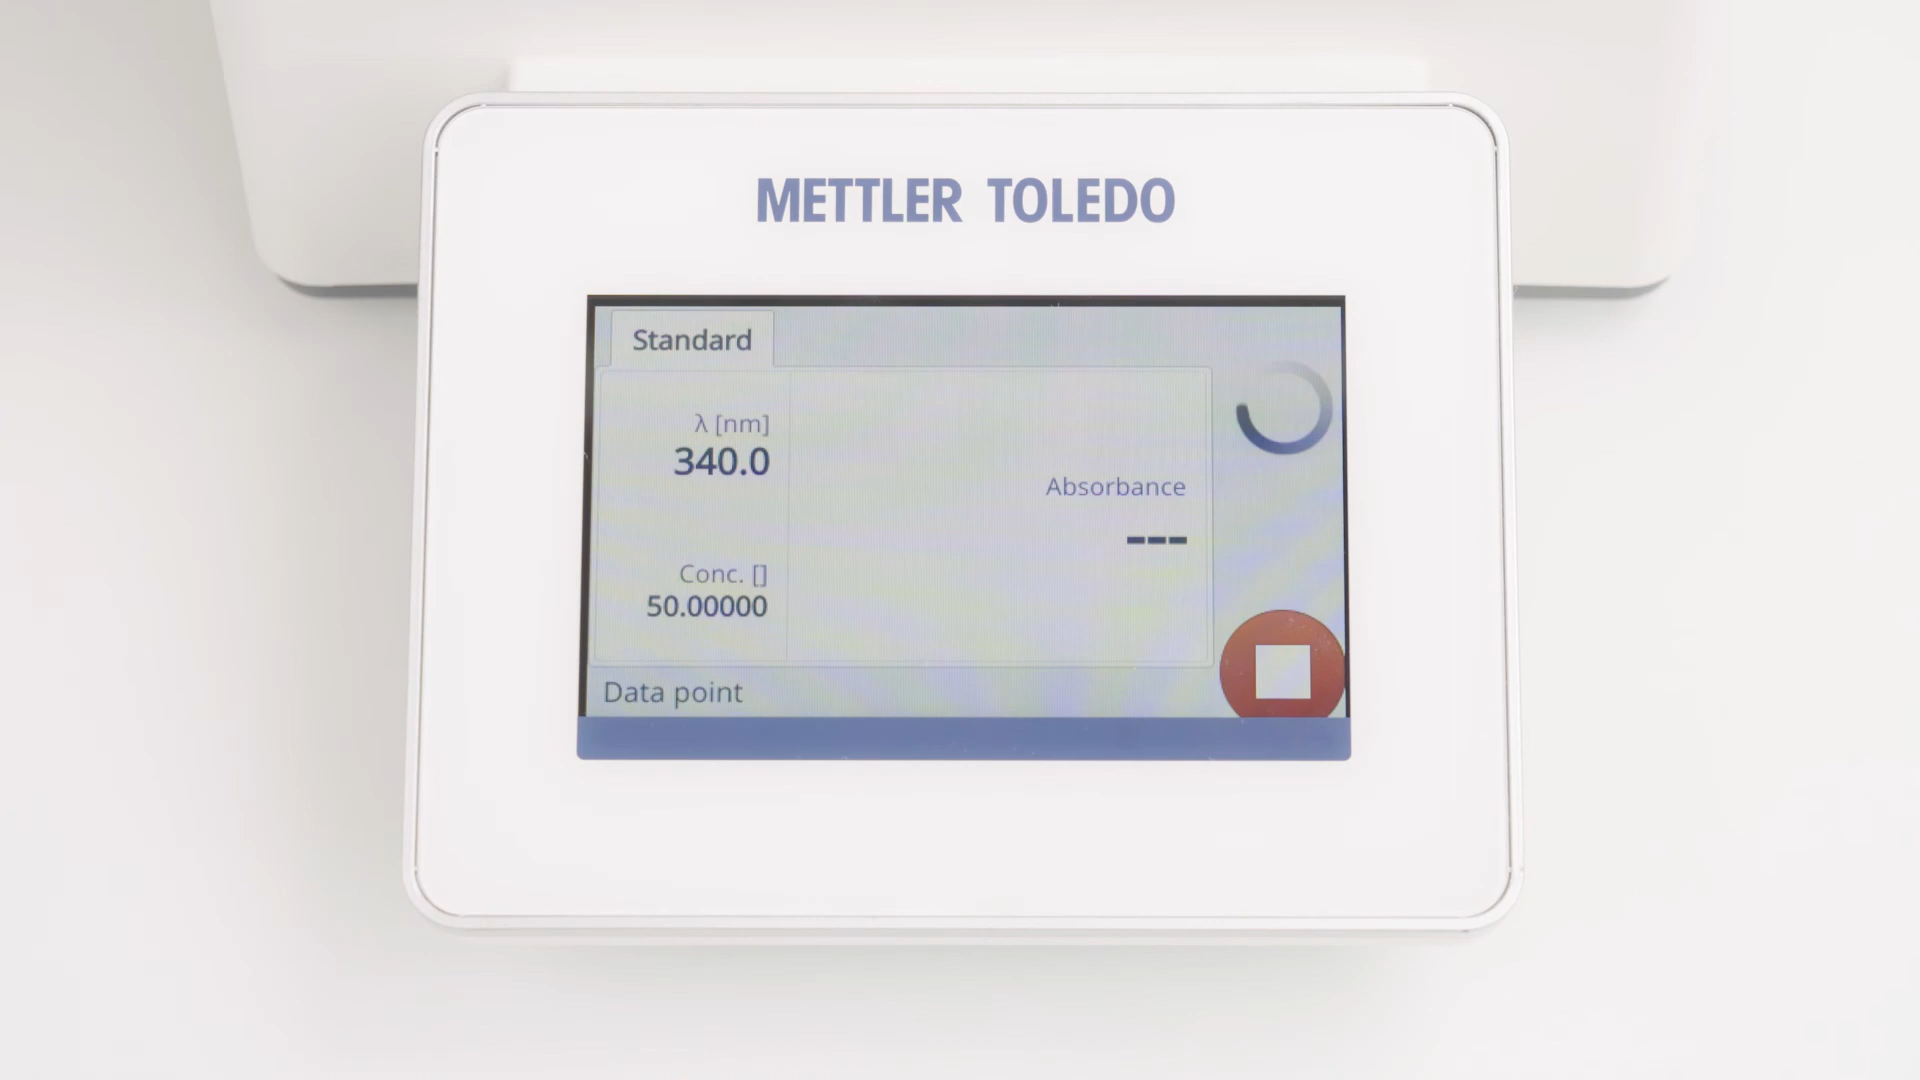 METTLER TOLEDO
Standard
λ [nm]
340.0
Absorbance
---
Conc. []
50.00000
Data point